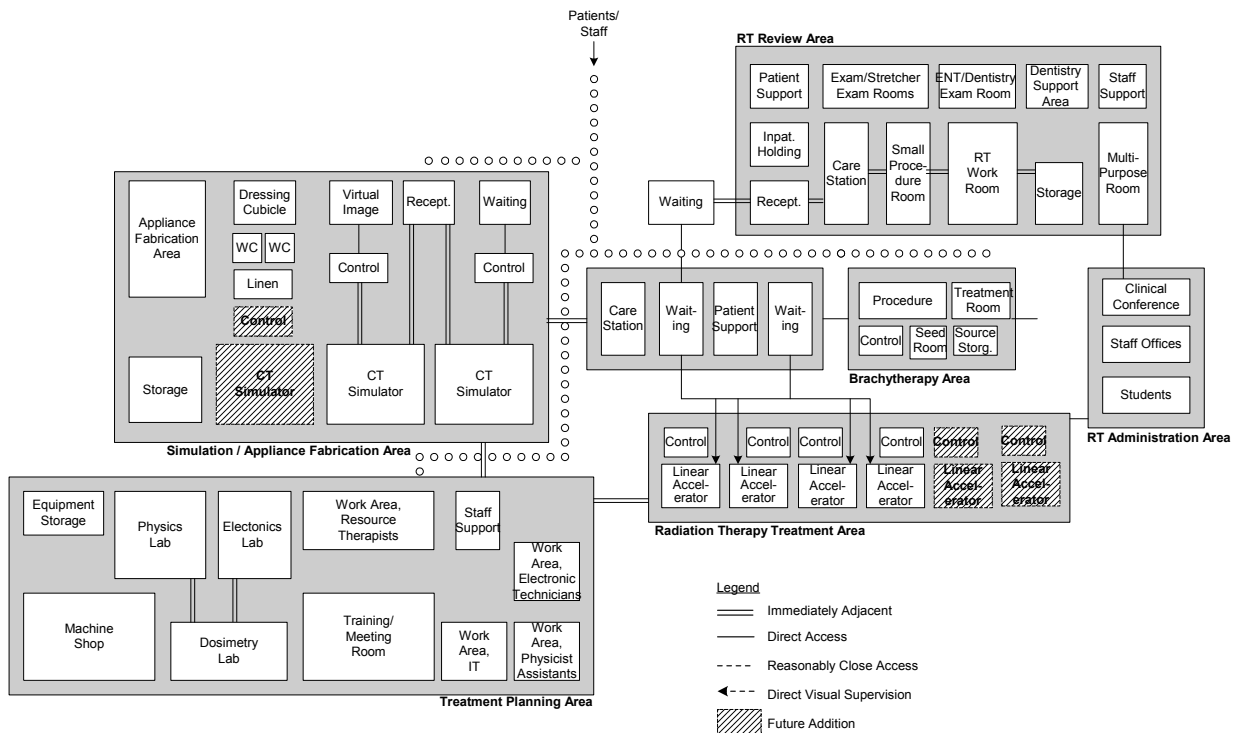 Patients/
Staff
RT Review Area
Patient
Support
Exam/Stretcher
Exam Rooms
ENT/Dentistry
Exam Room
Dentistry
Support
Area
Staff
Support
Inpat.
Holding
Care
Station
Small
Proce-
dure
Room
RT
Work
Room
Storage
Multi-
Purpose
Room
Waiting
Recept.
Appliance
Fabrication
Area
Dressing
Cubicle
Virtual
Image
Recept.
Waiting
WC
WC
Control
Control
Linen
Control
Storage
CT
Simulator
CT
Simulator
CT
Simulator
Simulation / Appliance Fabrication Area
Care
Station
Wait-
ing
Patient
Support
Wait-
ing
Procedure
Treatment
Room
Control
Seed
Room
Source
Storg.
Brachytherapy Area
Clinical
Conference
Staff Offices
Students
RT Administration Area
Control
Control
Control
Control
Control
Control
Linear
Accel-
erator
Linear
Accel-
erator
Linear
Accel-
erator
Linear
Accel-
erator
Linear
Accel-
erator
Linear
Accel-
erator
Radiation Therapy Treatment Area
Equipment
Storage
Physics
Lab
Electonics
Lab
Work Area,
Resource
Therapists
Staff
Support
Work
Area,
Electronic
Technicians
Machine
Shop
Dosimetry
Lab
Training/
Meeting
Room
Work
Area,
IT
Work
Area,
Physicist
Assistants
Treatment Planning Area
Legend
Immediately Adjacent
Direct Access
Reasonably Close Access
Direct Visual Supervision
Future Addition